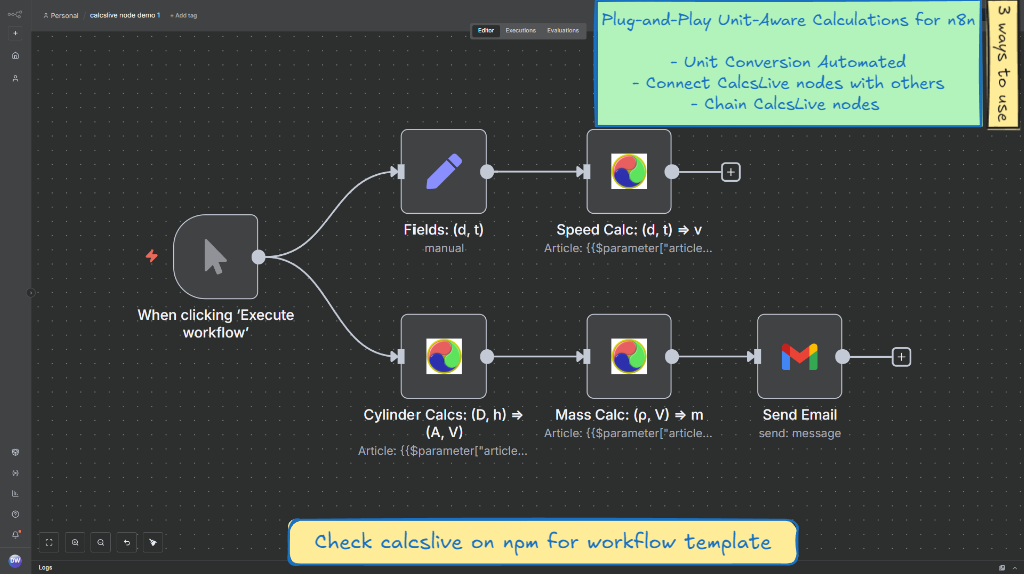 Personal / calcslive node demo 1 + Add tag
Editor Executions Evaluations
Plug-and-Play Unit-Aware Calculations for n8n
- Unit Conversion Automated
- Connect CalcsLive nodes with others
- Chain CalcsLive nodes
3 ways to use
Fields: (d, t)
manual
Speed Calc: (d, t) ⇒ v
Article: {{$parameter["article...
When clicking ‘Execute
workflow’
Cylinder Calcs: (D, h) ⇒
(A, V)
Article: {{$parameter["article...
Mass Calc: (ρ, V) ⇒ m
Article: {{$parameter["article...
Send Email
send: message
Check calcslive on npm for workflow template
DW
Logs